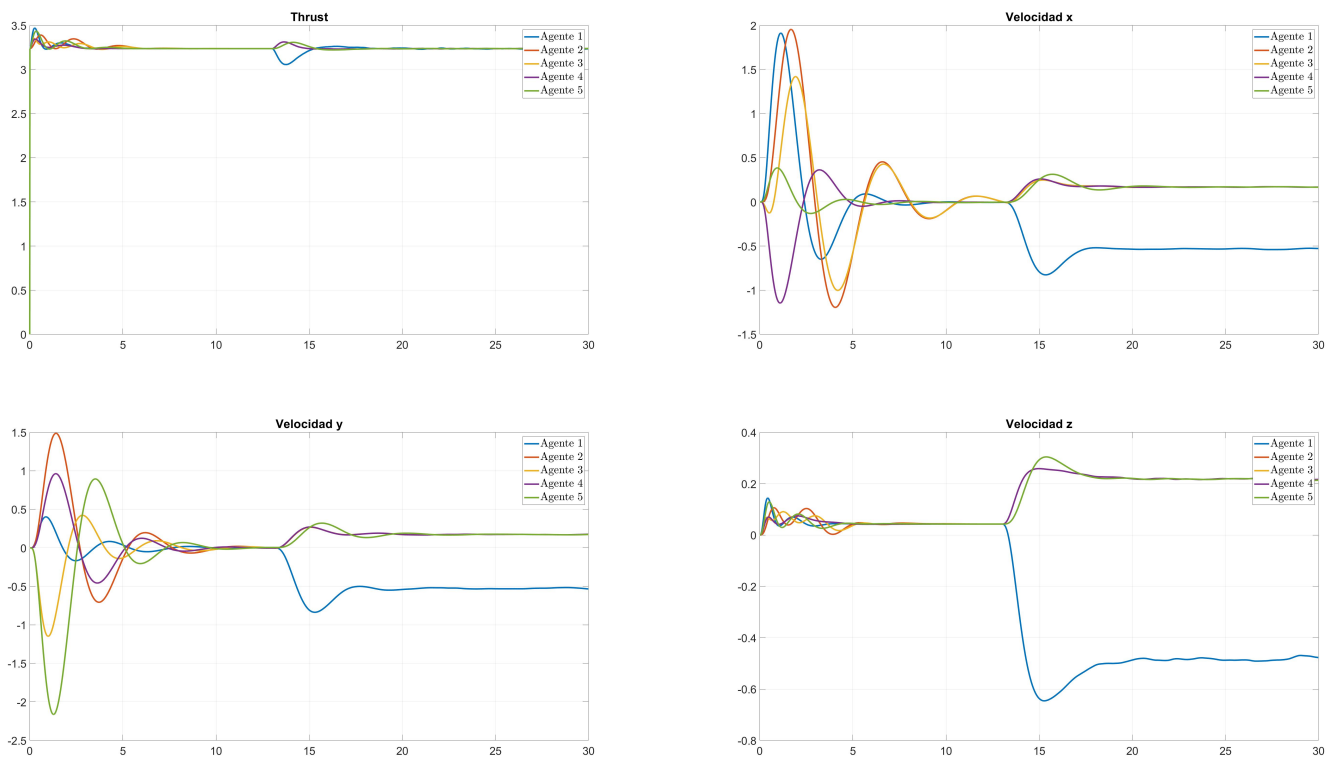 Thrust
3.5
3
2.5
2
1.5
1
0.5
0
0
5
10
15
20
25
30
Agente 1
Agente 2
Agente 3
Agente 4
Agente 5
Velocidad x
2
1.5
1
0.5
0
-0.5
-1
-1.5
0
5
10
15
20
25
30
Agente 1
Agente 2
Agente 3
Agente 4
Agente 5
Velocidad y
1.5
1
0.5
0
-0.5
-1
-1.5
-2
-2.5
0
5
10
15
20
25
30
Agente 1
Agente 2
Agente 3
Agente 4
Agente 5
Velocidad z
0.4
0.2
0
-0.2
-0.4
-0.6
-0.8
0
5
10
15
20
25
30
Agente 1
Agente 2
Agente 3
Agente 4
Agente 5